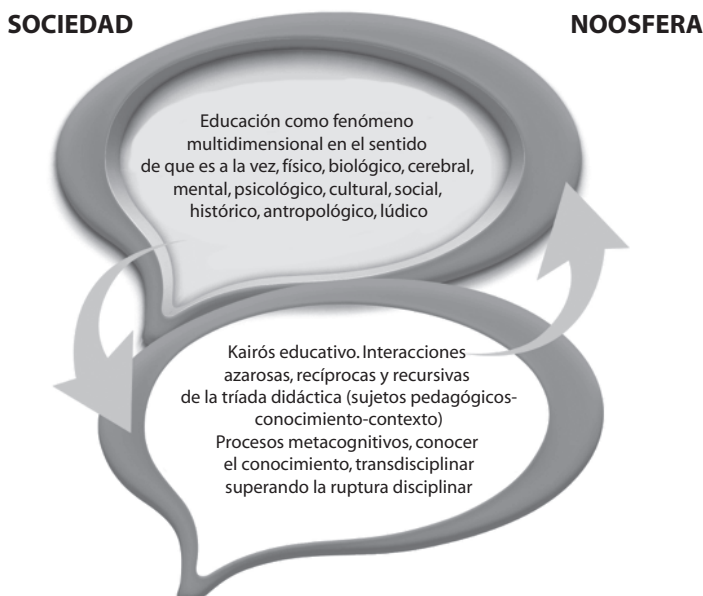 SOCIEDAD
NOOSFERA
Educación como fenómeno
multidimensional en el sentido
de que es a la vez, físico, biológico, cerebral,
mental, psicológico, cultural, social,
histórico, antropológico, lúdico
Kairós educativo. Interacciones
azarosas, recíprocas y recursivas
de la tríada didáctica (sujetos pedagógicos-
conocimiento-contexto)
Procesos metacognitivos, conocer
el conocimiento, transdisciplinar
superando la ruptura disciplinar